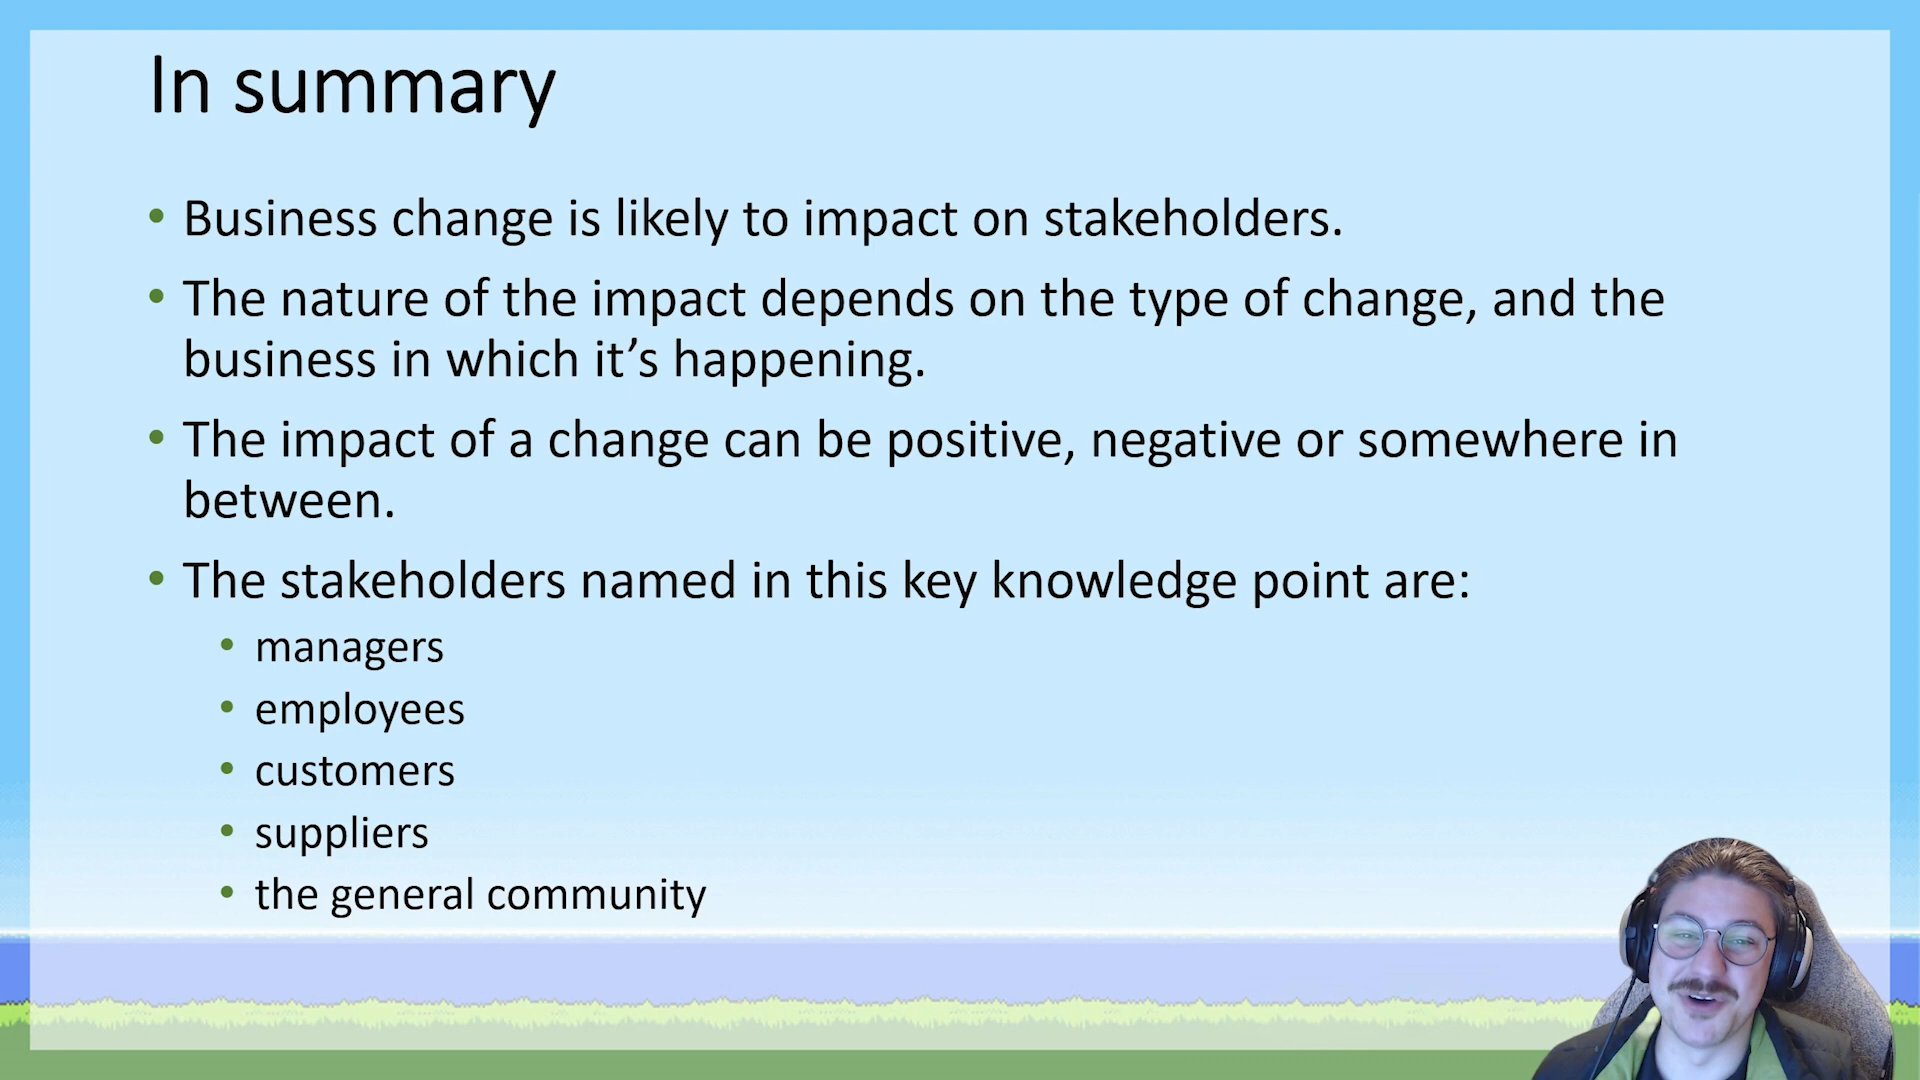 In summary
• Business change is likely to impact on stakeholders.
• The nature of the impact depends on the type of change, and the
business in which it’s happening.
• The impact of a change can be positive, negative or somewhere in
between.
• The stakeholders named in this key knowledge point are:
• managers
• employees
• customers
• suppliers
• the general community